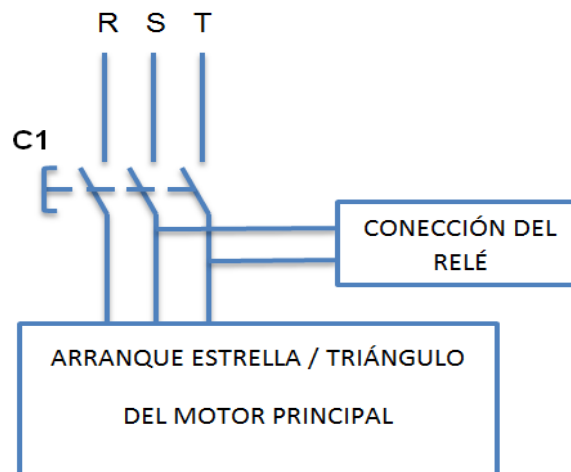 R S T
C1
CONECCIÓN DEL
RELÉ
ARRANQUE ESTRELLA / TRIÁNGULO
DEL MOTOR PRINCIPAL